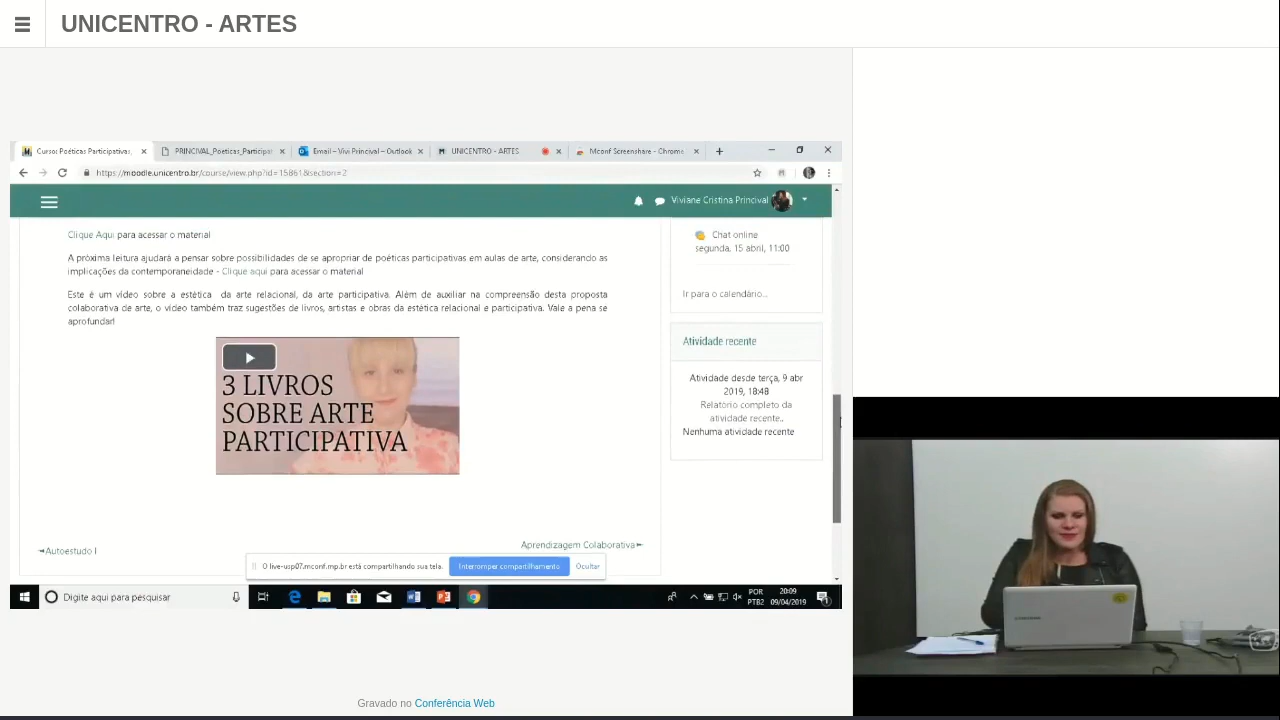 UNICENTRO - ARTES
Curso: Poéticas Participativas
PRINCIVAL_Poeticas_Participa
Email – Vivi Princival – Outlook
UNICENTRO - ARTES
Mconf Screenshare - Chrome
https://moodle.unicentro.br/course/view.php?id=15861&section=2
Viviane Cristina Princival
Clique Aqui para acessar o material
A próxima leitura ajudará a pensar sobre possibilidades de se apropriar de poéticas participativas em aulas de arte, considerando as
implicações da contemporaneidade - Clique aqui para acessar o material
Este é um vídeo sobre a estética da arte relacional, da arte participativa. Além de auxiliar na compreensão desta proposta
colaborativa de arte, o vídeo também traz sugestões de livros, artistas e obras da estética relacional e participativa. Vale a pena se
aprofundar!
3 LIVROS
SOBRE ARTE
PARTICIPATIVA
Chat online
segunda, 15 abril, 11:00
Ir para o calendário...
Atividade recente
Atividade desde terça, 9 abr
2019, 18:48
Relatório completo da
atividade recente..
Nenhuma atividade recente
◄Autoestudo I
Aprendizagem Colaborativa►
O live-usp07.mconf.rnp.br está compartilhando sua tela.
Interromper compartilhamento
Ocultar
Digite aqui para pesquisar
POR
PTB2
20:09
09/04/2019
Gravado no Conferência Web